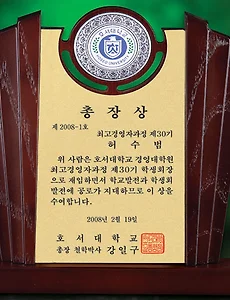 총장상
제 2008-1호
최고경영자과정 제30기
허 수 범
위 사람은 호서대학교 경영대학원
최고경영자과정 제30기 학생회장
으로 재임하면서 학교발전과 학생회
발전에 공로가 지대하므로 이 상을
수여합니다.
2008년 2월 19일
호 서 대 학 교
총장 철학박사 강일구